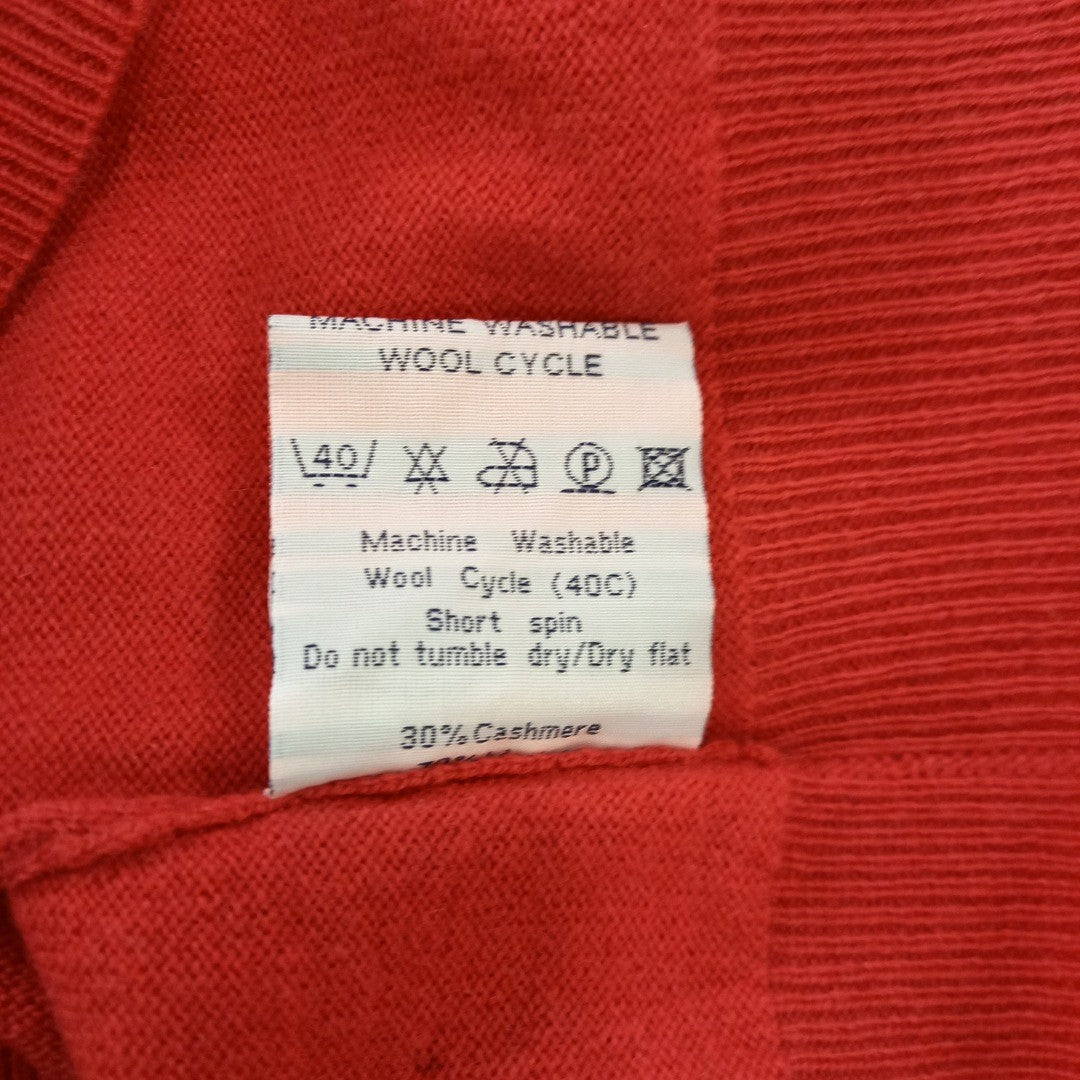 MACHINE WASHABLE
WOOL CYCLE
40 P
Machine Washable
Wool Cycle (40C)
Short spin
Do not tumble dry/Dry flat
30% Cashmere